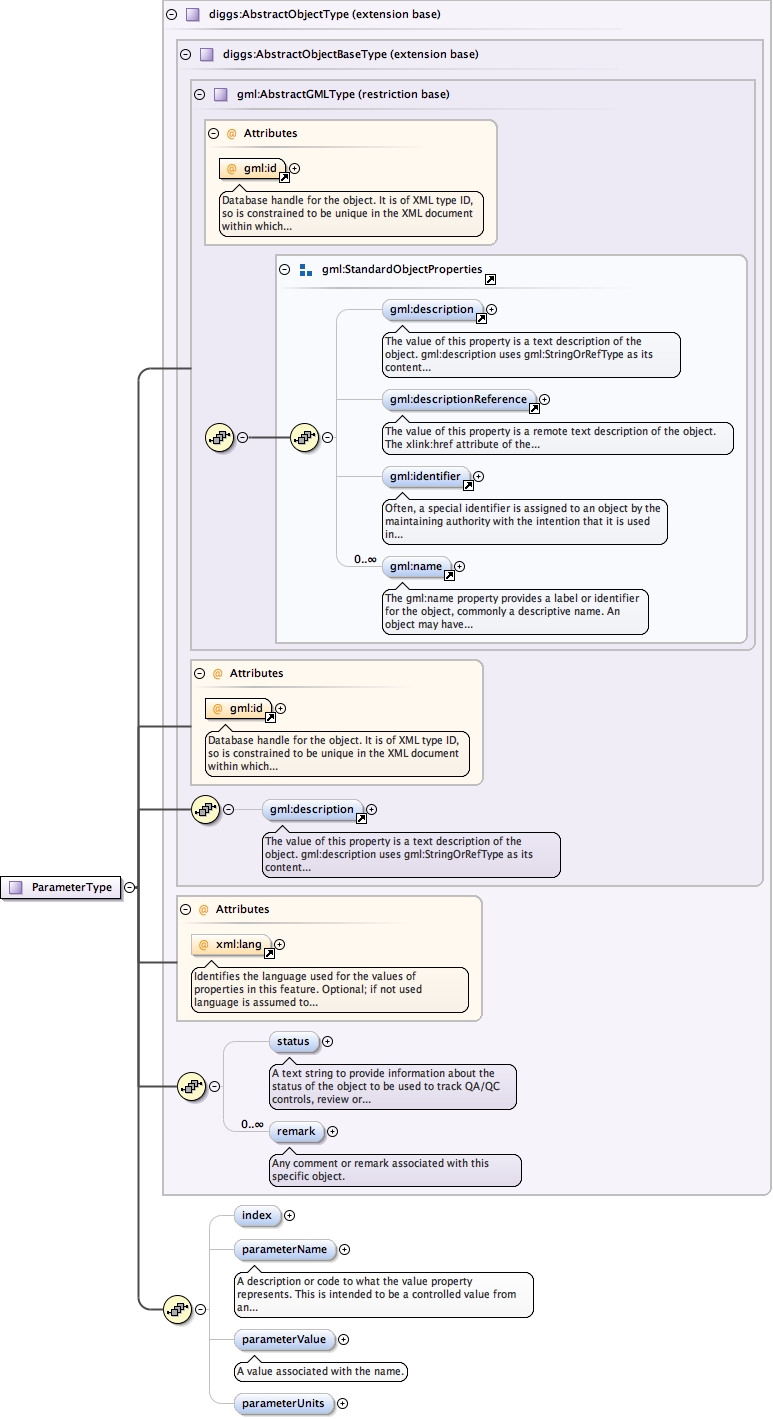 diggs:AbstractObjectType (extension base)
diggs:AbstractObjectBaseType (extension base)
gml:AbstractGMLType (restriction base)
@ Attributes
@ gml:id
Database handle for the object. It is of XML type ID,
so is constrained to be unique in the XML document
within which...
gml:StandardObjectProperties
gml:description
The value of this property is a text description of the
object. gml:description uses gml:StringOrRefType as its
content...
gml:descriptionReference
The value of this property is a remote text description of the object.
The xlink:href attribute of the...
gml:identifier
Often, a special identifier is assigned to an object by the
maintaining authority with the intention that it is used
in...
0..∞
gml:name
The gml:name property provides a label or identifier
for the object, commonly a descriptive name. An
object may have...
@ Attributes
@ gml:id
Database handle for the object. It is of XML type ID,
so is constrained to be unique in the XML document
within which...
gml:description
The value of this property is a text description of the
object. gml:description uses gml:StringOrRefType as its
content...
ParameterType
@ Attributes
@ xml:lang
Identifies the language used for the values of
properties in this feature. Optional; if not used
language is assumed to...
status
A text string to provide information about the
status of the object to be used to track QA/QC
controls, review or...
0..∞
remark
Any comment or remark associated with this
specific object.
index
parameterName
A description or code to what the value property
represents. This is intended to be a controlled value from
an...
parameterValue
A value associated with the name.
parameterUnits